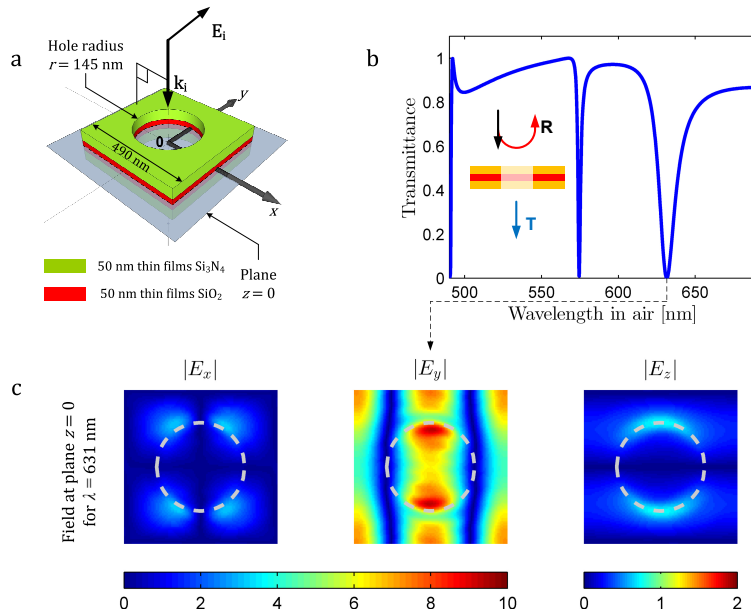 a
Hole radius
r = 145 nm
E_i
k_i
y
0
490 nm
x
50 nm thin films Si₃N₄
50 nm thin films SiO₂
Plane
z = 0
b
Transmittance
1
0.8
0.6
0.4
0.2
0
500
550
600
650
Wavelength in air [nm]
R
T
c
Field at plane z = 0
for λ = 631 nm
|E_x|
|E_y|
|E_z|
0
2
4
6
8
10
0
1
2